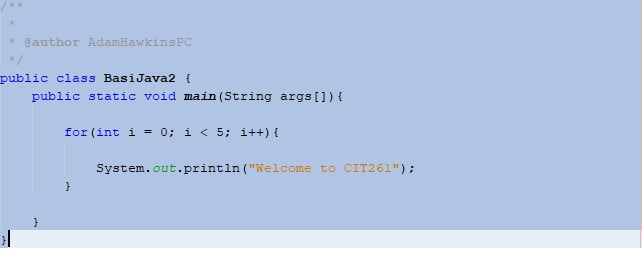 /**
*
* @author AdamHawkinsPC
*/
public class BasiJava2 {
public static void main(String args[]){
for(int i = 0; i < 5; i++){
System.out.println("Welcome to CIT261");
}
}
}